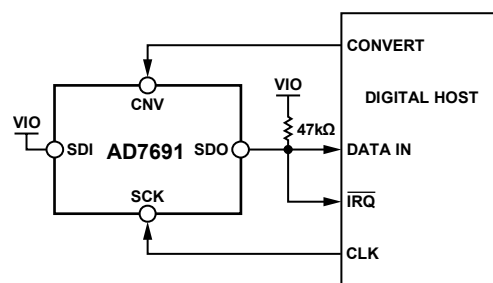 CONVERT
VIO
CNV
VIO
DIGITAL HOST
47kΩ
SDI
AD7691
SDO
DATA IN
SCK
IRQ
CLK